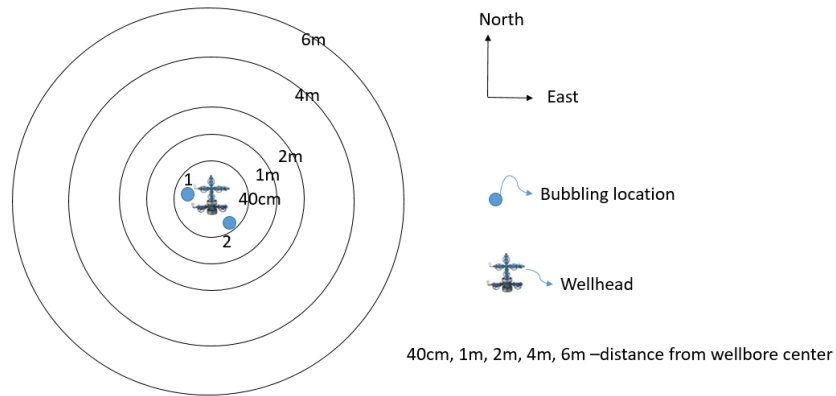 North
6m
4m
East
2m
1m
1
40cm
Bubbling location
2
Wellhead
40cm, 1m, 2m, 4m, 6m –distance from wellbore center